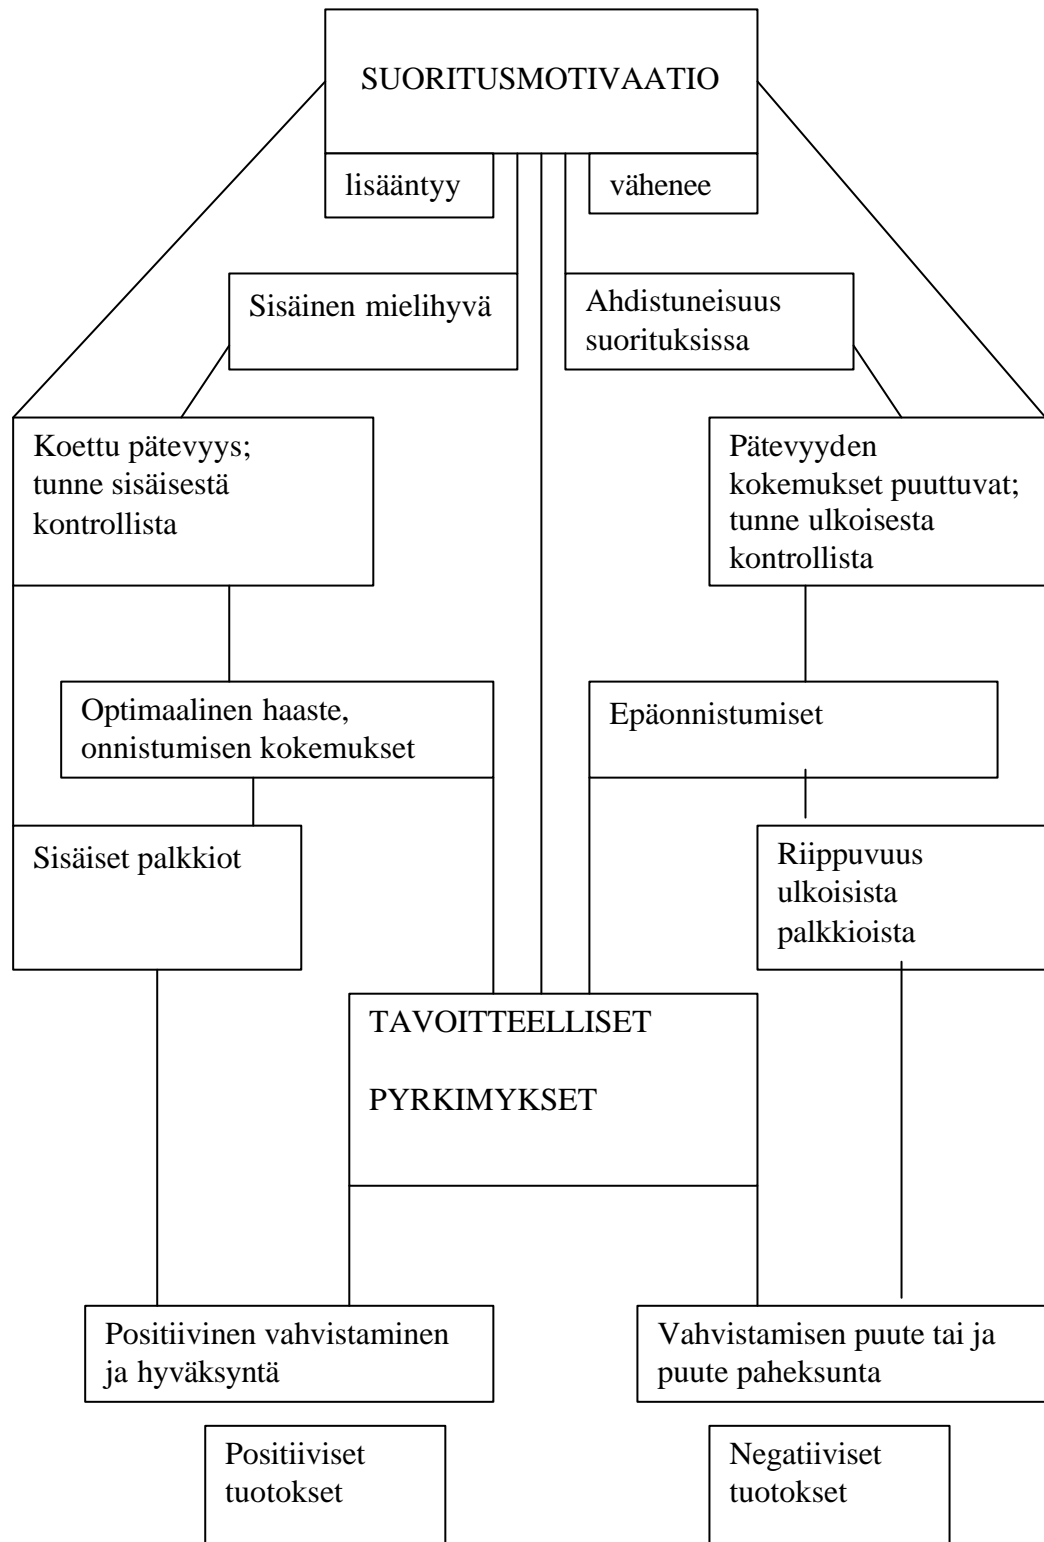 SUORITUSMOTIVAATIO
lisääntyy
vähenee
Sisäinen mielihyvä
Ahdistuneisuus
suorituksissa
Koettu pätevyys;
tunne sisäisestä
kontrollista
Pätevyyden
kokemukset puuttuvat;
tunne ulkoisesta
kontrollista
Optimaalinen haaste,
onnistumisen kokemukset
Epäonnistumiset
Sisäiset palkkiot
Riippuvuus
ulkoisista
palkkioista
TAVOITTEELLISET
PYRKIMYKSET
Positiivinen vahvistaminen
ja hyväksyntä
Vahvistamisen puute tai ja
puute paheksunta
Positiiviset
tuotokset
Negatiiviset
tuotokset